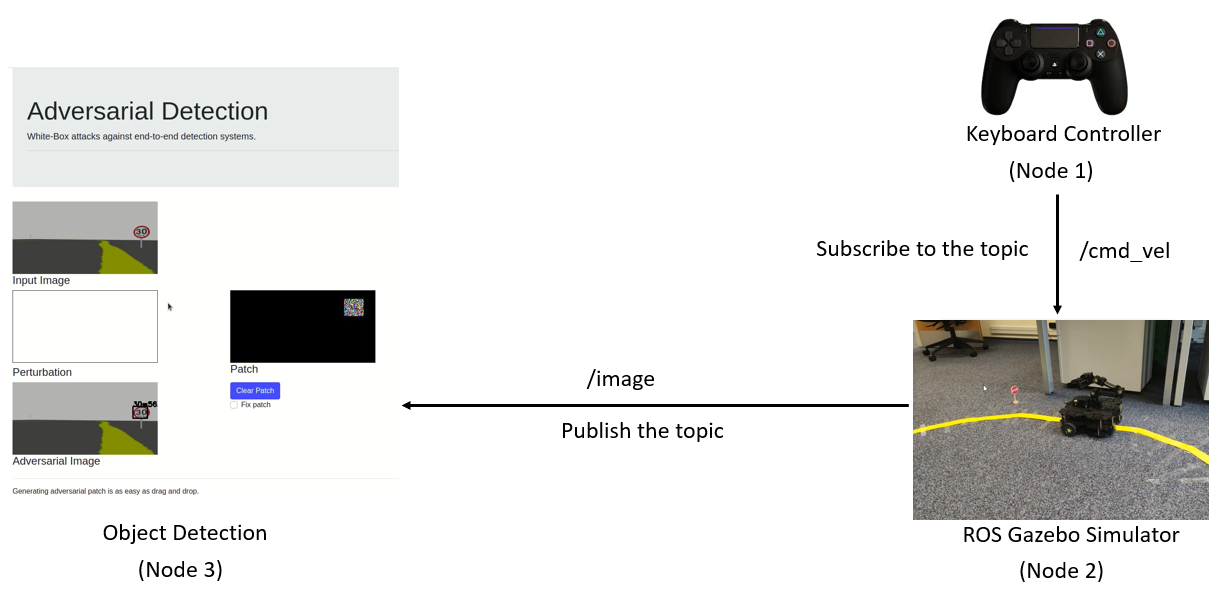 Adversarial Detection
White-Box attacks against end-to-end detection systems.
30
Input Image
Perturbation
Patch
Clear Patch
Fix patch
30
Adversarial Image
Generating adversarial patch is as easy as drag and drop.
Object Detection
(Node 3)
/image
Publish the topic
Keyboard Controller
(Node 1)
Subscribe to the topic
/cmd_vel
ROS Gazebo Simulator
(Node 2)